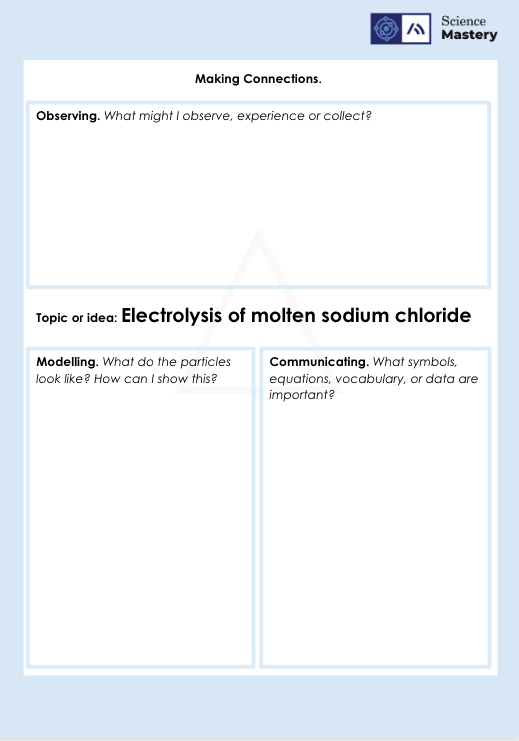 Science
Mastery
Making Connections.
Observing. What might I observe, experience or collect?
Topic or idea: Electrolysis of molten sodium chloride
Modelling. What do the particles
look like? How can I show this?
Communicating. What symbols,
equations, vocabulary, or data are
important?